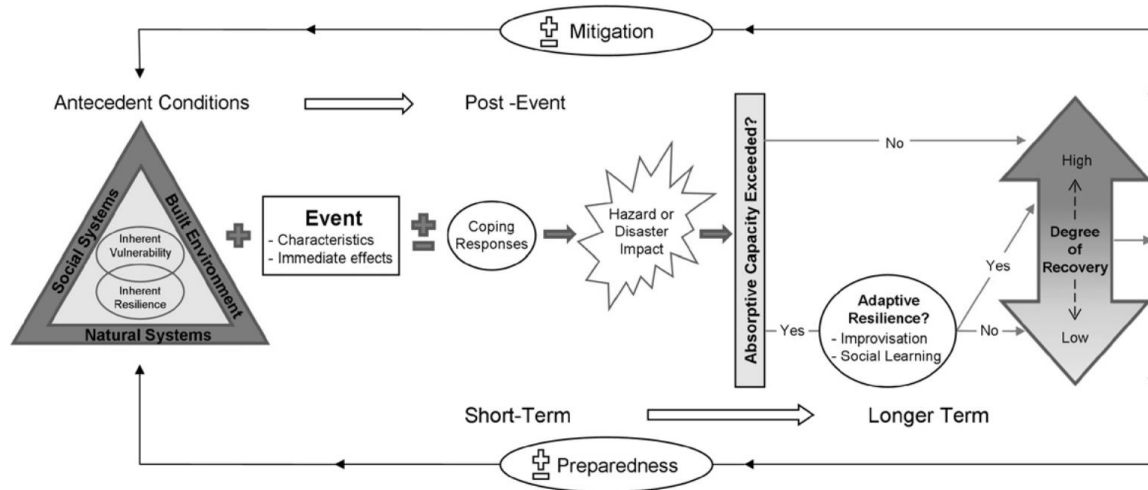 +
− Mitigation
Antecedent Conditions
Post -Event
Social Systems
Built Environment
Natural Systems
Inherent
Vulnerability
Inherent
Resilience
+
Event
- Characteristics
- Immediate effects
+
−
Coping
Responses
Hazard or
Disaster
Impact
Absorptive Capacity Exceeded?
No
Yes
Adaptive
Resilience?
- Improvisation
- Social Learning
Yes
No
High
Degree
of
Recovery
Low
Short-Term
Longer Term
+
− Preparedness